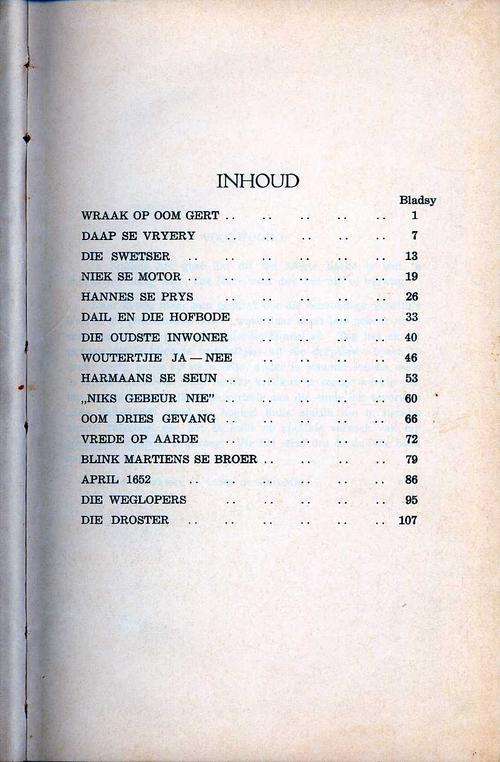 INHOUD
Bladsy
WRAAK OP OOM GERT .. .. .. .. .. 1
DAAP SE VRYERY .. .. .. .. .. 7
DIE SWETSER .. .. .. .. .. .. 13
NIEK SE MOTOR .. .. .. .. .. .. 19
HANNES SE PRYS .. .. .. .. .. 26
DAIL EN DIE HOFBODE .. .. .. .. 33
DIE OUDSTE INWONER .. .. .. .. 40
WOUTERTJIE JA — NEE .. .. .. .. 46
HARMAANS SE SEUN .. .. .. .. .. 53
„NIKS GEBEUR NIE" .. .. .. .. .. 60
OOM DRIES GEVANG .. .. .. .. .. 66
VREDE OP AARDE .. .. .. .. .. 72
BLINK MARTIENS SE BROER .. .. .. .. 79
APRIL 1652 .. .. .. .. .. 86
DIE WEGLOPERS .. .. .. .. .. 95
DIE DROSTER .. .. .. .. .. .. 107